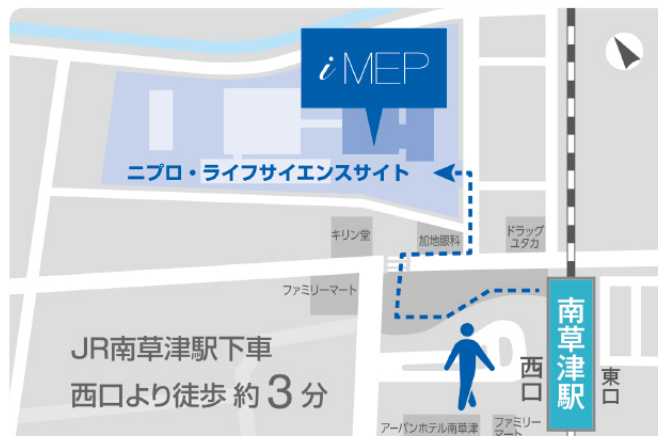 i MEP
ニプロ・ライフサイエンスサイト
キリン堂
加地眼科
ドラッグ
ユタカ
ファミリーマート
南草津駅
西口
東口
JR南草津駅下車
西口より徒歩 約 3 分
アーバンホテル南草津
ファミリー
マート